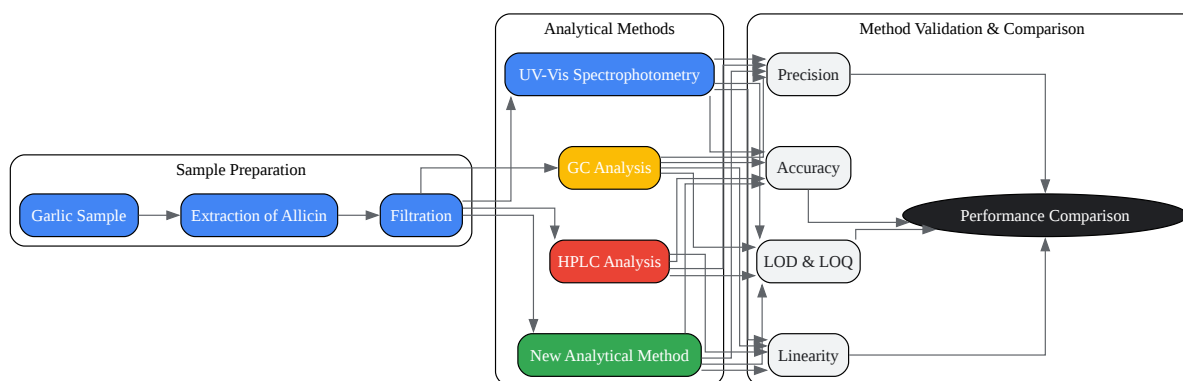 Sample Preparation
Garlic Sample
Extraction of Allicin
Filtration
Analytical Methods
UV-Vis Spectrophotometry
GC Analysis
HPLC Analysis
New Analytical Method
Method Validation & Comparison
Precision
Accuracy
LOD & LOQ
Linearity
Performance Comparison